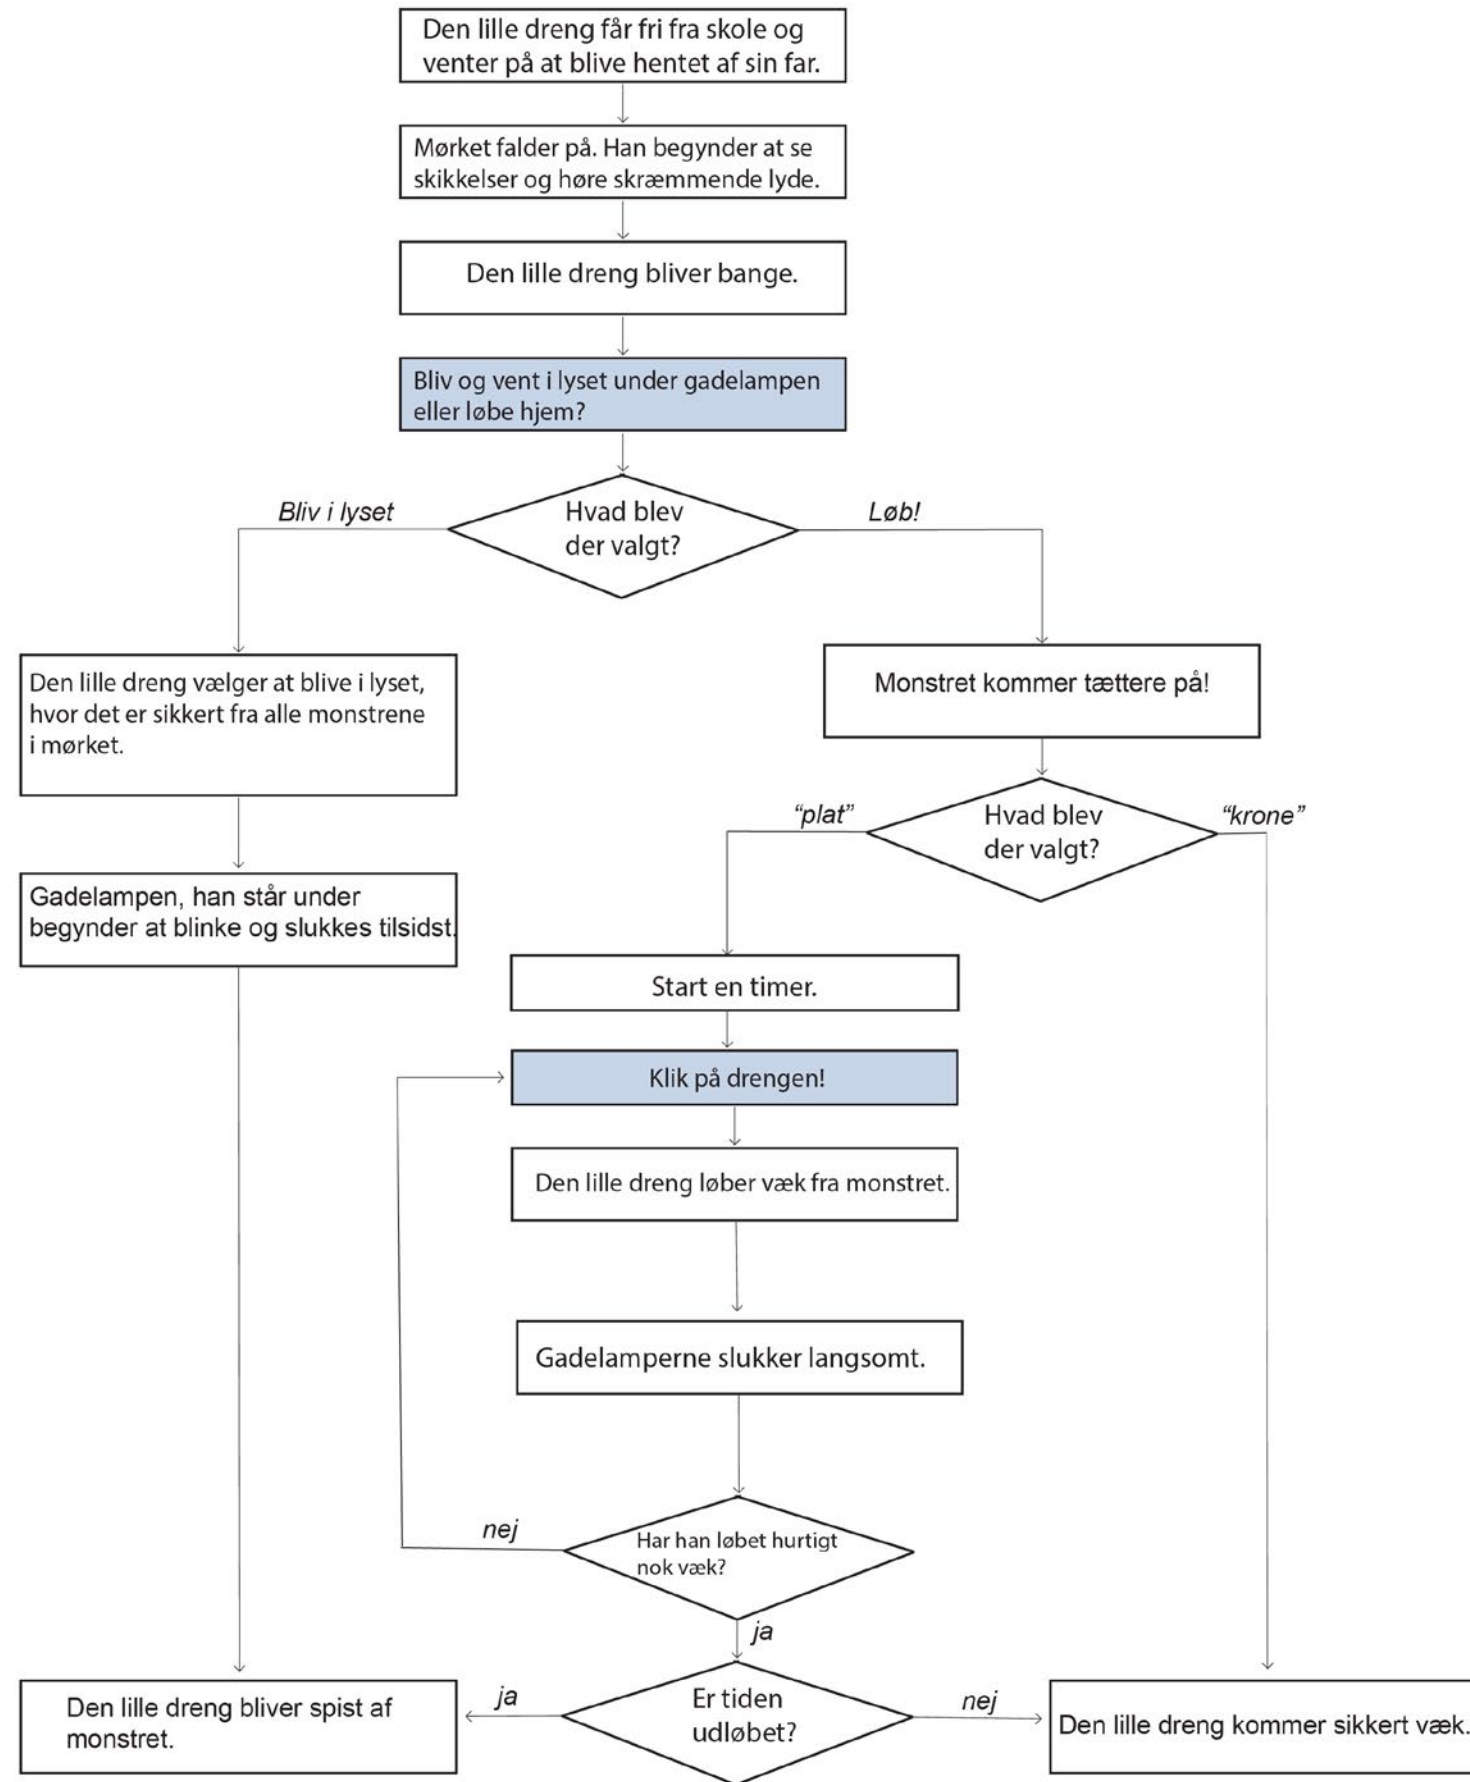 Den lille dreng får fri fra skole og
venter på at blive hentet af sin far.
Mørket falder på. Han begynder at se
skikkelser og høre skræmmende lyde.
Den lille dreng bliver bange.
Bliv og vent i lyset under gadelampen
eller løbe hjem?
Hvad blev
der valgt?
Bliv i lyset
Løb!
Den lille dreng vælger at blive i lyset,
hvor det er sikkert fra alle monstrene
i mørket.
Monstret kommer tættere på!
Hvad blev
der valgt?
“plat”
“krone”
Gadelampen, han står under
begynder at blinke og slukkes tilsidst.
Start en timer.
Klik på drengen!
Den lille dreng løber væk fra monstret.
Gadelamperne slukker langsomt.
Har han løbet hurtigt
nok væk?
nej
ja
Er tiden
udløbet?
ja
nej
Den lille dreng bliver spist af
monstret.
Den lille dreng kommer sikkert væk.